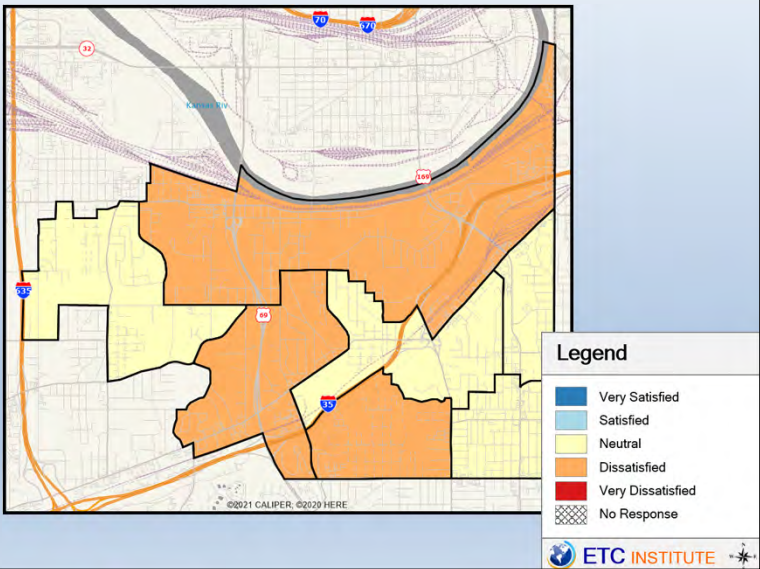 70
670
32
Kansas Riv
169
635
69
35
©2021 CALIPER; ©2020 HERE
Legend
Very Satisfied
Satisfied
Neutral
Dissatisfied
Very Dissatisfied
No Response
ETC INSTITUTE